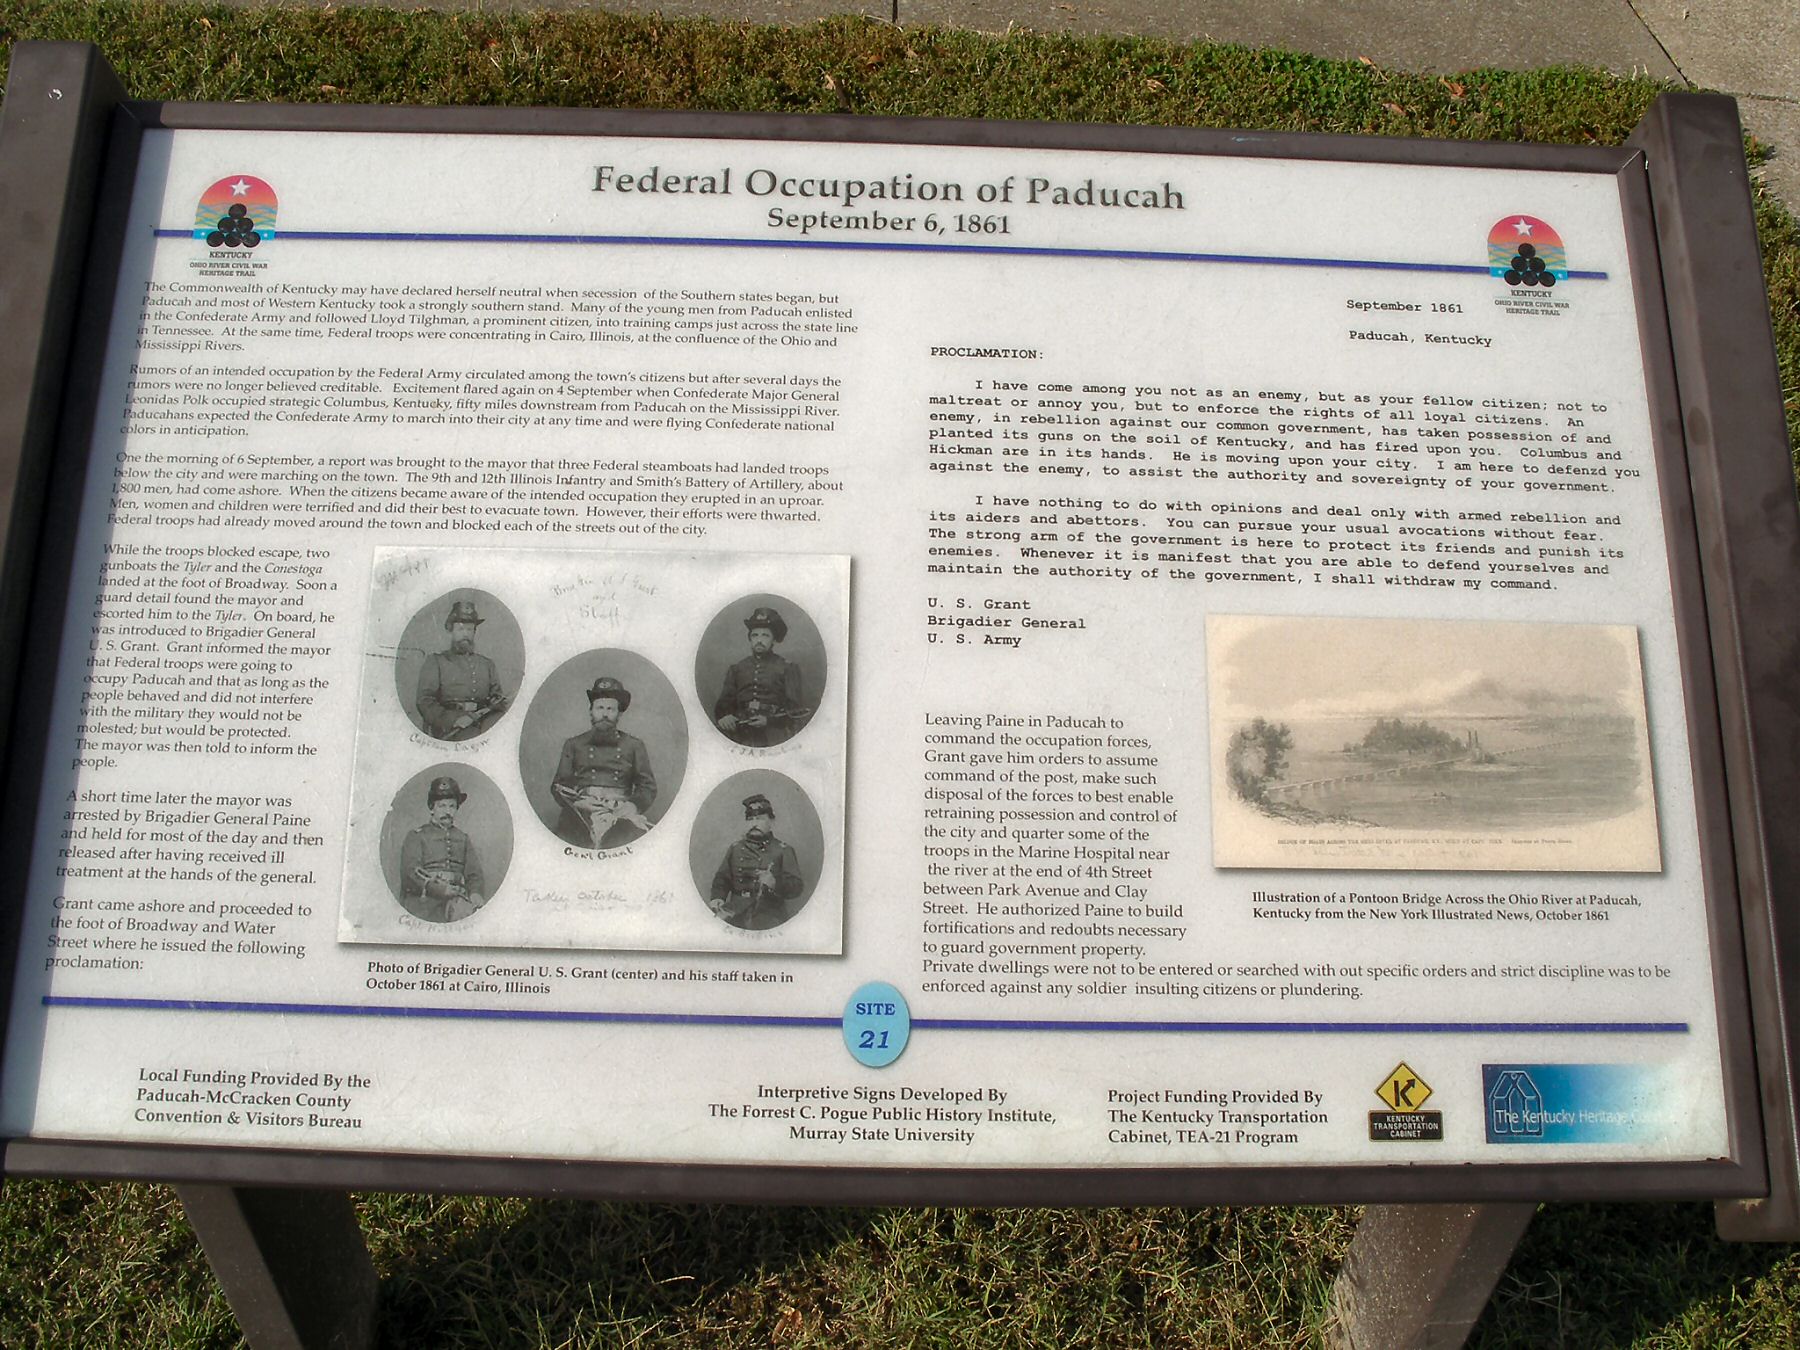 Federal Occupation of Paducah
September 6, 1861
KENTUCKY
OHIO RIVER CIVIL WAR
HERITAGE TRAIL
KENTUCKY
OHIO RIVER CIVIL WAR
HERITAGE TRAIL
The Commonwealth of Kentucky may have declared herself neutral when secession of the Southern states began, but
Paducah and most of Western Kentucky took a strongly southern stand. Many of the young men from Paducah enlisted
in the Confederate Army and followed Lloyd Tilghman, a prominent citizen, into training camps just across the state line
in Tennessee. At the same time, Federal troops were concentrating in Cairo, Illinois, at the confluence of the Ohio and
Mississippi Rivers.
Rumors of an intended occupation by the Federal Army circulated among the town's citizens but after several days the
rumors were no longer believed creditable. Excitement flared again on 4 September when Confederate Major General
Leonidas Polk occupied strategic Columbus, Kentucky, fifty miles downstream from Paducah on the Mississippi River.
Paducahans expected the Confederate Army to march into their city at any time and were flying Confederate national
colors in anticipation.
One the morning of 6 September, a report was brought to the mayor that three Federal steamboats had landed troops
below the city and were marching on the town. The 9th and 12th Illinois Infantry and Smith's Battery of Artillery, about
1,800 men, had come ashore. When the citizens became aware of the intended occupation they erupted in an uproar.
Men, women and children were terrified and did their best to evacuate town. However, their efforts were thwarted.
Federal troops had already moved around the town and blocked each of the streets out of the city.
While the troops blocked escape, two
gunboats the Tyler and the Conestoga
landed at the foot of Broadway. Soon a
guard detail found the mayor and
escorted him to the Tyler. On board, he
was introduced to Brigadier General
U. S. Grant. Grant informed the mayor
that Federal troops were going to
occupy Paducah and that as long as the
people behaved and did not interfere
with the military they would not be
molested; but would be protected.
The mayor was then told to inform the
people.
A short time later the mayor was
arrested by Brigadier General Paine
and held for most of the day and then
released after having received ill
treatment at the hands of the general.
Grant came ashore and proceeded to
the foot of Broadway and Water
Street where he issued the following
proclamation:
Staff
Captain Lagow
Genl Grant
Taken October 1861
Photo of Brigadier General U. S. Grant (center) and his staff taken in
October 1861 at Cairo, Illinois
September 1861
Paducah, Kentucky
PROCLAMATION:
I have come among you not as an enemy, but as your fellow citizen; not to
maltreat or annoy you, but to enforce the rights of all loyal citizens. An
enemy, in rebellion against our common government, has taken possession of and
planted its guns on the soil of Kentucky, and has fired upon you. Columbus and
Hickman are in its hands. He is moving upon your city. I am here to defenzd you
against the enemy, to assist the authority and sovereignty of your government.
I have nothing to do with opinions and deal only with armed rebellion and
its aiders and abettors. You can pursue your usual avocations without fear.
The strong arm of the government is here to protect its friends and punish its
enemies. Whenever it is manifest that you are able to defend yourselves and
maintain the authority of the government, I shall withdraw my command.
U. S. Grant
Brigadier General
U. S. Army
Leaving Paine in Paducah to
command the occupation forces,
Grant gave him orders to assume
command of the post, make such
disposal of the forces to best enable
retraining possession and control of
the city and quarter some of the
troops in the Marine Hospital near
the river at the end of 4th Street
between Park Avenue and Clay
Street. He authorized Paine to build
fortifications and redoubts necessary
to guard government property.
Private dwellings were not to be entered or searched with out specific orders and strict discipline was to be
enforced against any soldier insulting citizens or plundering.
Illustration of a Pontoon Bridge Across the Ohio River at Paducah,
Kentucky from the New York Illustrated News, October 1861
SITE
21
Local Funding Provided By the
Paducah-McCracken County
Convention & Visitors Bureau
Interpretive Signs Developed By
The Forrest C. Pogue Public History Institute,
Murray State University
Project Funding Provided By
The Kentucky Transportation
Cabinet, TEA-21 Program
K
KENTUCKY
TRANSPORTATION
CABINET
The Kentucky Heritage